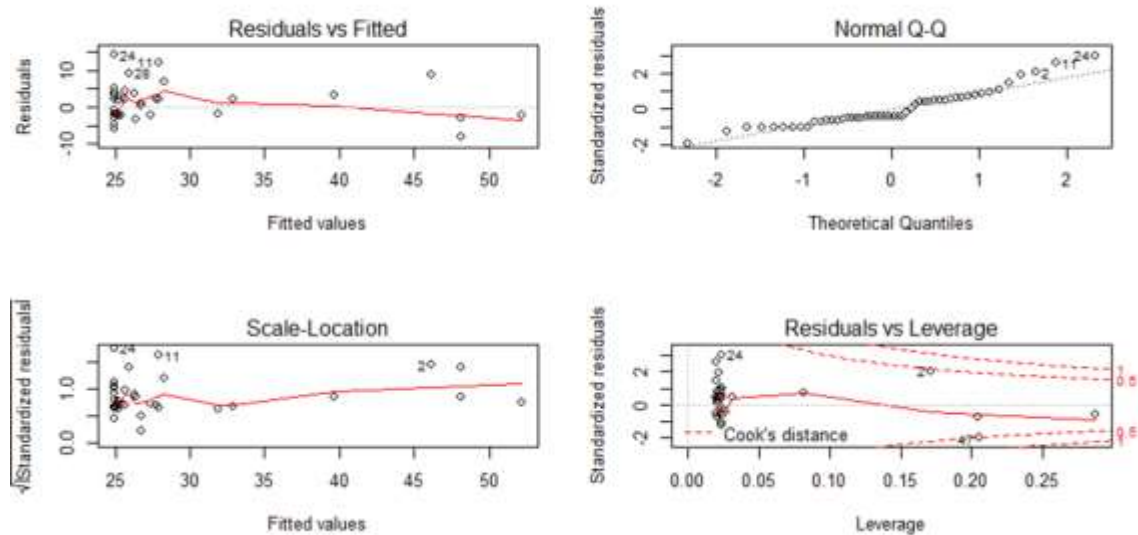 Residuals vs Fitted
Residuals
10
0
-10
24
11
28
25 30 35 40 45 50
Fitted values
Normal Q-Q
Standardized residuals
2
0
-2
24
11
2
-2 -1 0 1 2
Theoretical Quantiles
Scale-Location
√|Standardized residuals|
1.0
0.0
24
11
2
25 30 35 40 45 50
Fitted values
Residuals vs Leverage
Standardized residuals
2
0
-2
24
2
1
0.5
0.5
1
Cook's distance
0.00 0.05 0.10 0.15 0.20 0.25
Leverage